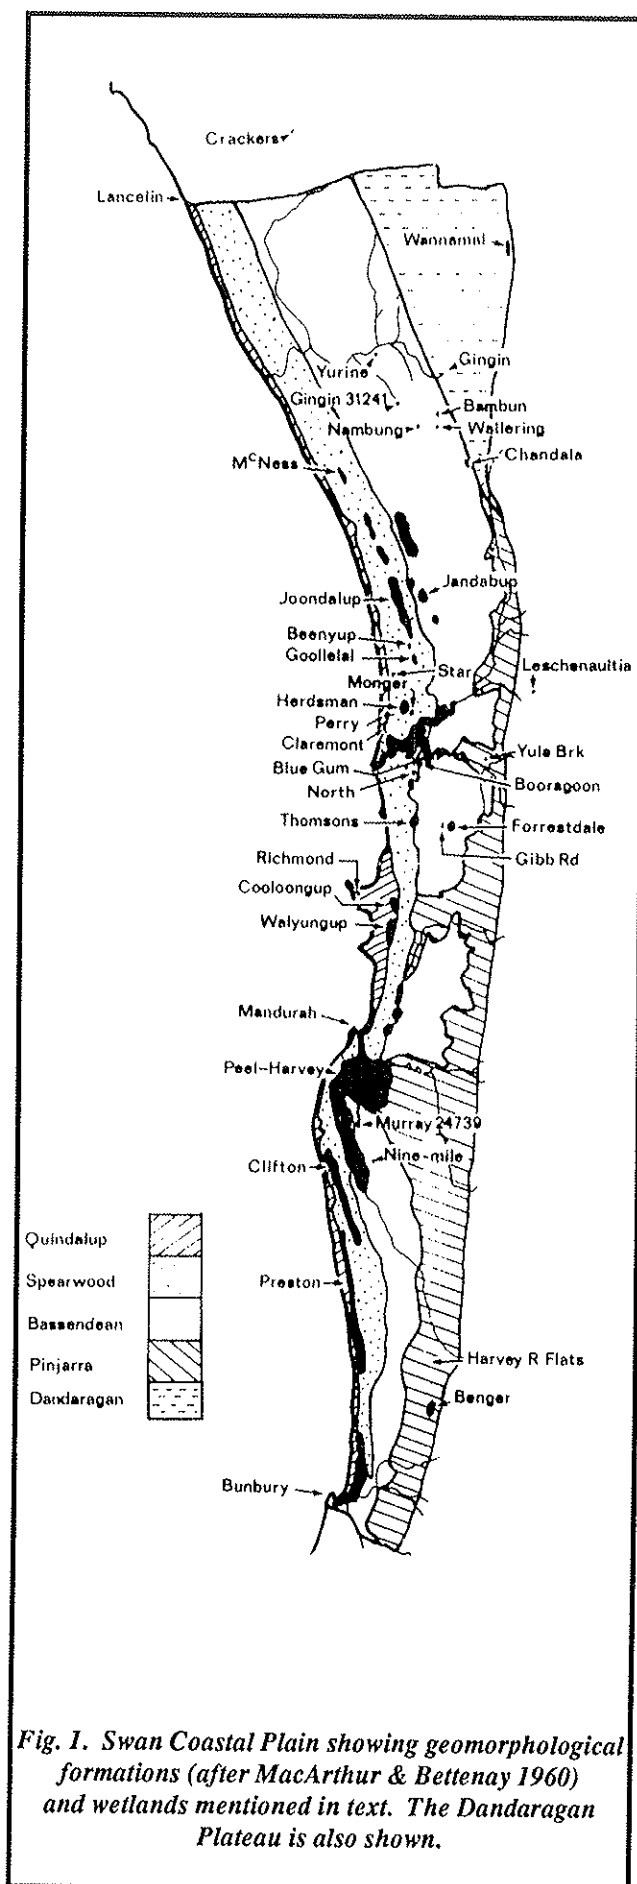 Crackers
Lancelin
Wannamal
Yurine
Gingin
Gingin 31241
Bambun
Nambung
Wallering
McNess
Chandala
Joondalup
Jandabup
Beenyup
Goollelal
Star
Leschenaultia
Monger
Herdsman
Perry
Claremont
Yule Brk
Blue Gum
Booragoon
North
Thomsons
Forrestdale
Richmond
Gibb Rd
Cooloongup
Walyungup
Mandurah
Peel-Harvey
Murray 24739
Nine-mile
Clifton
Quindalup
Spearwood
Preston
Bassendean
Pinjarra
Harvey R Flats
Dandaragan
Benger
Bunbury
Fig. 1. Swan Coastal Plain showing geomorphological
formations (after MacArthur & Bettenay 1960)
and wetlands mentioned in text. The Dandaragan
Plateau is also shown.